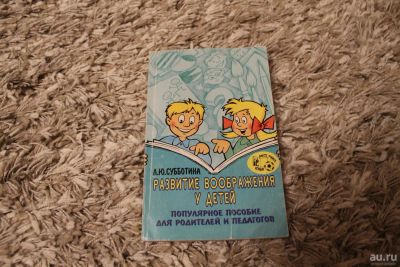 Л.Ю.СУББОТИНА
РАЗВИТИЕ ВООБРАЖЕНИЯ
У ДЕТЕЙ
ПОПУЛЯРНОЕ ПОСОБИЕ
ДЛЯ РОДИТЕЛЕЙ И ПЕДАГОГОВ
au.ru